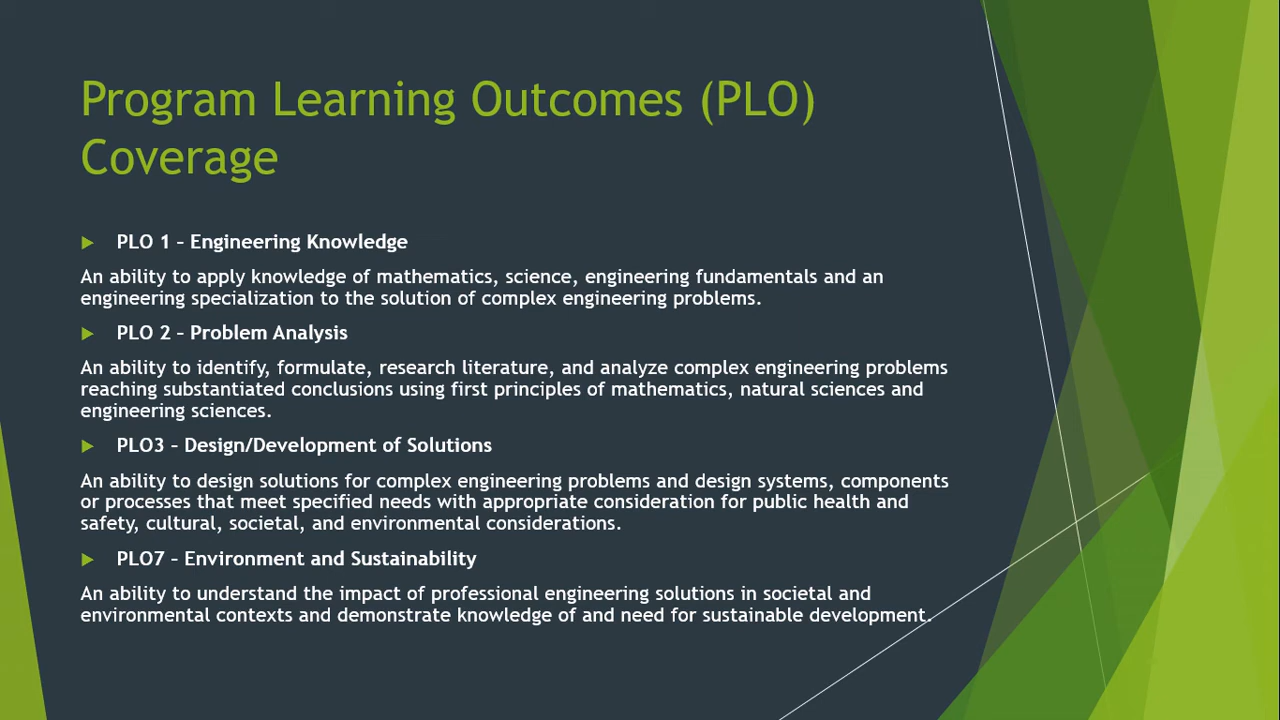 Program Learning Outcomes (PLO)
Coverage
PLO 1 – Engineering Knowledge
An ability to apply knowledge of mathematics, science, engineering fundamentals and an
engineering specialization to the solution of complex engineering problems.
PLO 2 – Problem Analysis
An ability to identify, formulate, research literature, and analyze complex engineering problems
reaching substantiated conclusions using first principles of mathematics, natural sciences and
engineering sciences.
PLO3 – Design/Development of Solutions
An ability to design solutions for complex engineering problems and design systems, components
or processes that meet specified needs with appropriate consideration for public health and
safety, cultural, societal, and environmental considerations.
PLO7 – Environment and Sustainability
An ability to understand the impact of professional engineering solutions in societal and
environmental contexts and demonstrate knowledge of and need for sustainable development.